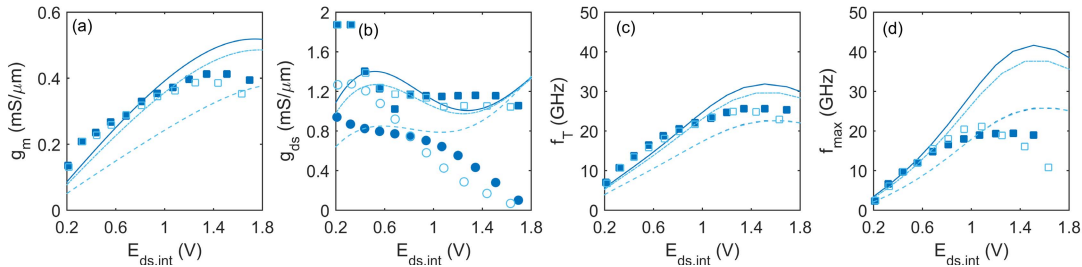 (a)
g_m (mS/μm)
0.6
0.4
0.2
0
0.2 0.6 1 1.4 1.8
E_ds,int (V)
(b)
g_ds (mS/μm)
2
1.6
1.2
0.8
0.4
0
0.2 0.6 1 1.4 1.8
E_ds,int (V)
(c)
f_T (GHz)
50
40
30
20
10
0
0.2 0.6 1 1.4 1.8
E_ds,int (V)
(d)
f_max (GHz)
50
40
30
20
10
0
0.2 0.6 1 1.4 1.8
E_ds,int (V)